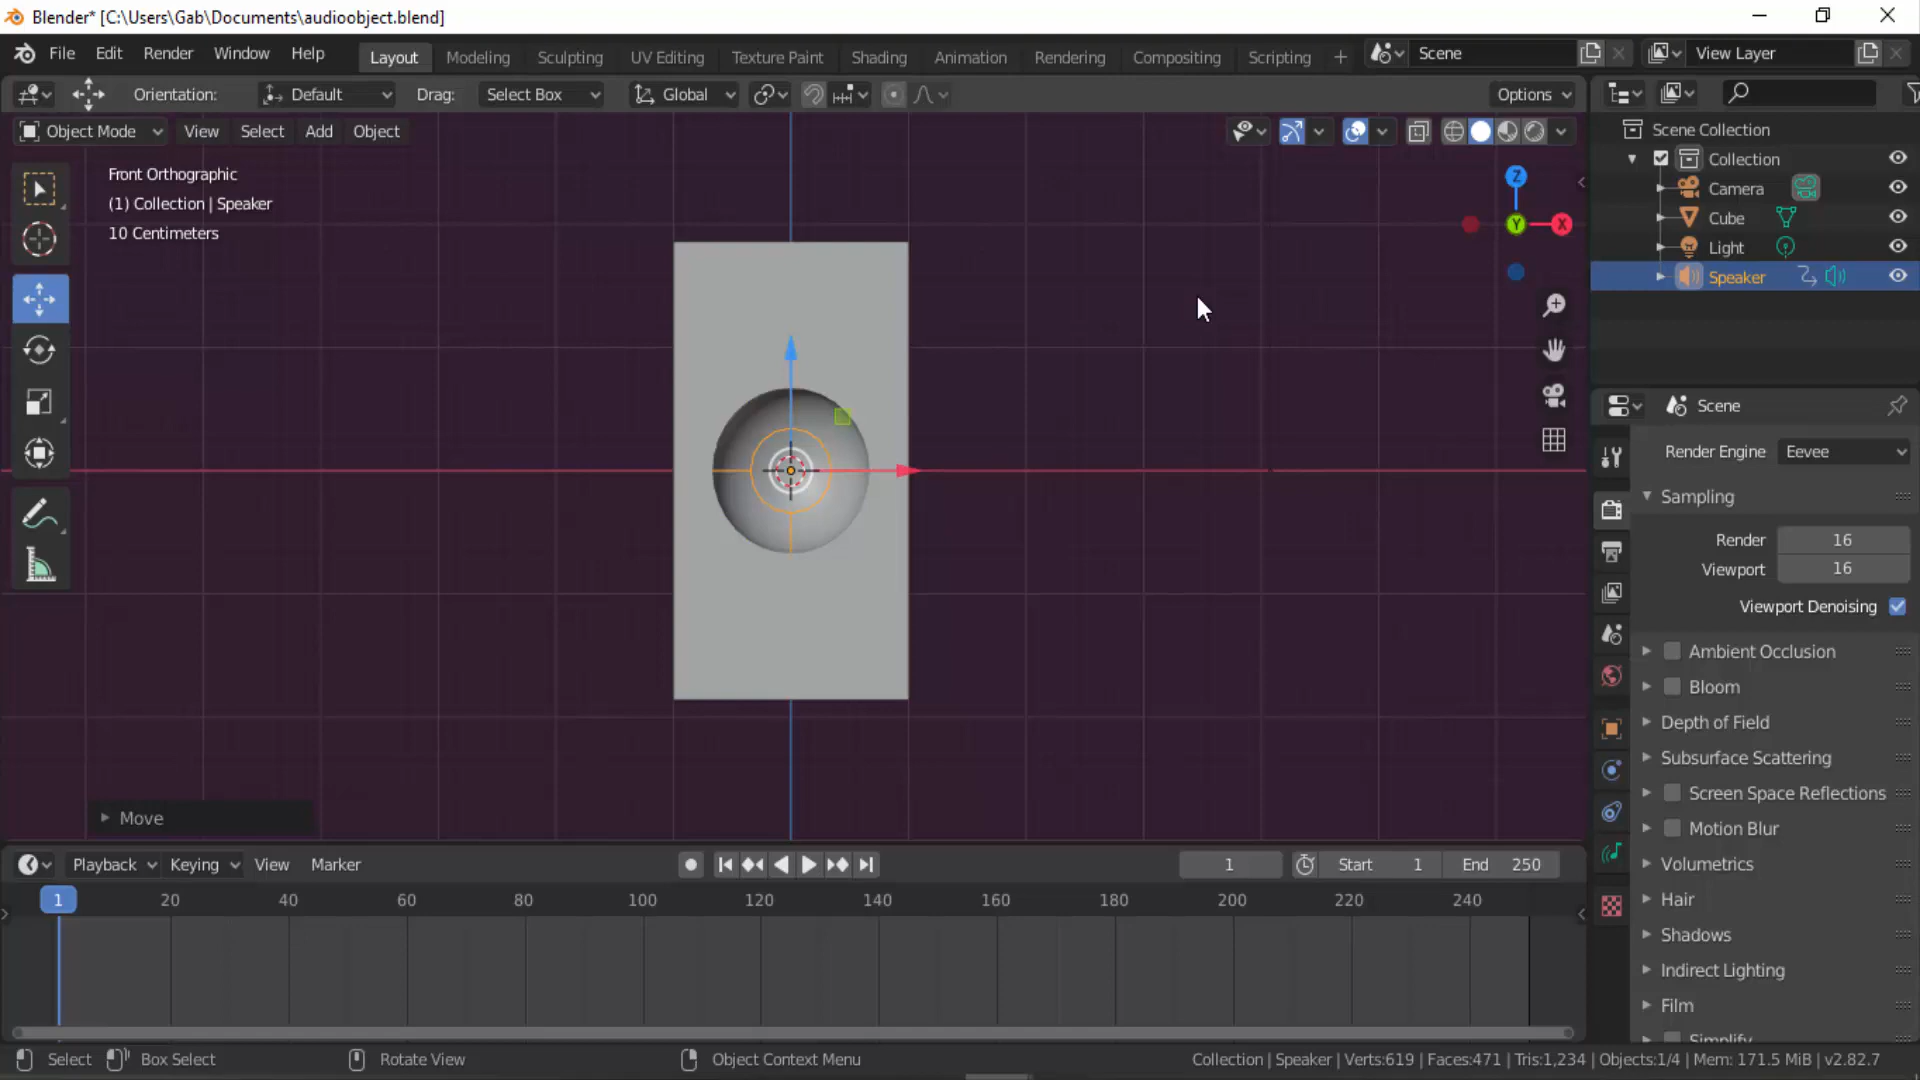 Blender* [C:\Users\Gab\Documents\audioobject.blend]
File Edit Render Window Help Layout Modeling Sculpting UV Editing Texture Paint Shading Animation Rendering Compositing Scripting + Scene View Layer
Orientation: Default Drag: Select Box Global Options
Object Mode View Select Add Object
Front Orthographic
(1) Collection | Speaker
10 Centimeters
Z
Y
X
Scene Collection
Collection
Camera
Cube
Light
Speaker
Scene
Render Engine Eevee
Sampling
Render 16
Viewport 16
Viewport Denoising
Ambient Occlusion
Bloom
Depth of Field
Subsurface Scattering
Screen Space Reflections
Motion Blur
Volumetrics
Hair
Shadows
Indirect Lighting
Film
Simplify
Move
Playback Keying View Marker 1 Start 1 End 250
1 20 40 60 80 100 120 140 160 180 200 220 240
Select Box Select Rotate View Object Context Menu Collection | Speaker | Verts:619 | Faces:471 | Tris:1,234 | Objects:1/4 | Mem: 171.5 MiB | v2.82.7